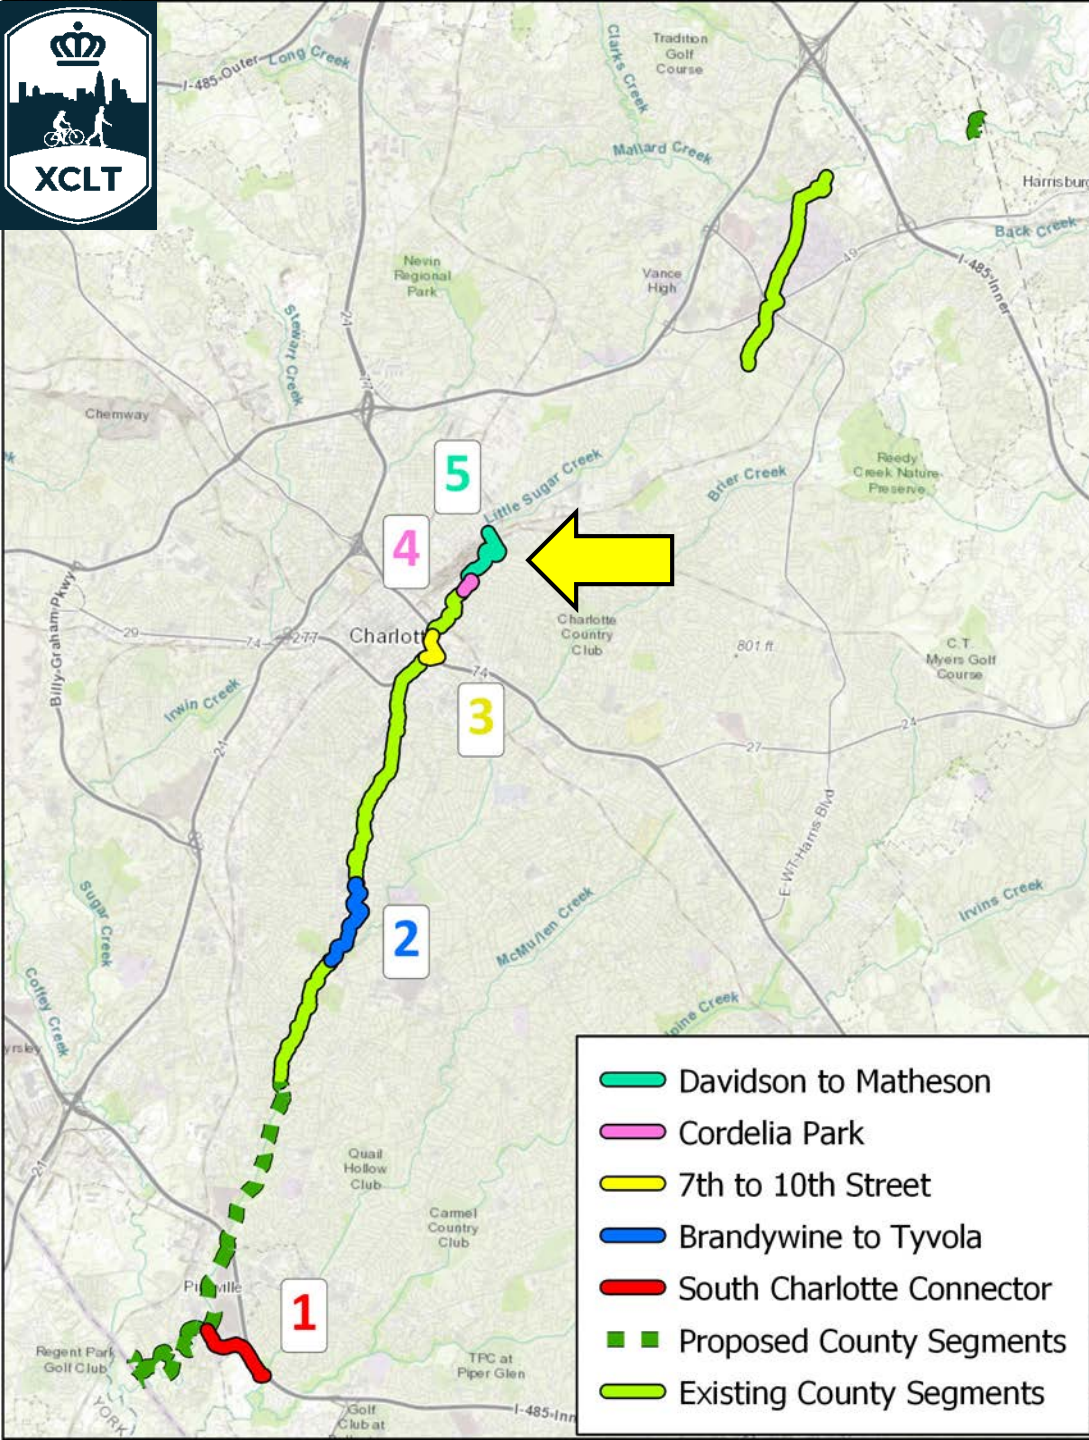 Tradition
Golf
Course
Long Creek
Clarks Creek
I-485-Outer
Mallard Creek
XCLT
Back Creek
49
Nevin
Regional
Park
Vance
High
I-485-Inner
Stewart Creek
24
77
Chemway
5
Little Sugar Creek
Reedy
Creek Nature
Preserve
Brier Creek
4
Billy-Graham-Pkwy
29
74
277
Charlotte
Charlotte
Country
Club
801 ft
C.T.
Myers Golf
Course
74
Irwin Creek
3
24
27
21
E-WT-Harris Blvd
Sugar Creek
2
McMullen Creek
Irvins Creek
Coffey Creek
Davidson to Matheson
Cordelia Park
7th to 10th Street
Brandywine to Tyvola
South Charlotte Connector
Proposed County Segments
Existing County Segments
Quail
Hollow
Club
21
Carmel
Country
Club
1
Regent Park
Golf Club
TPC at
Piper Glen
YORK
Golf
Club at
I-485-Inn